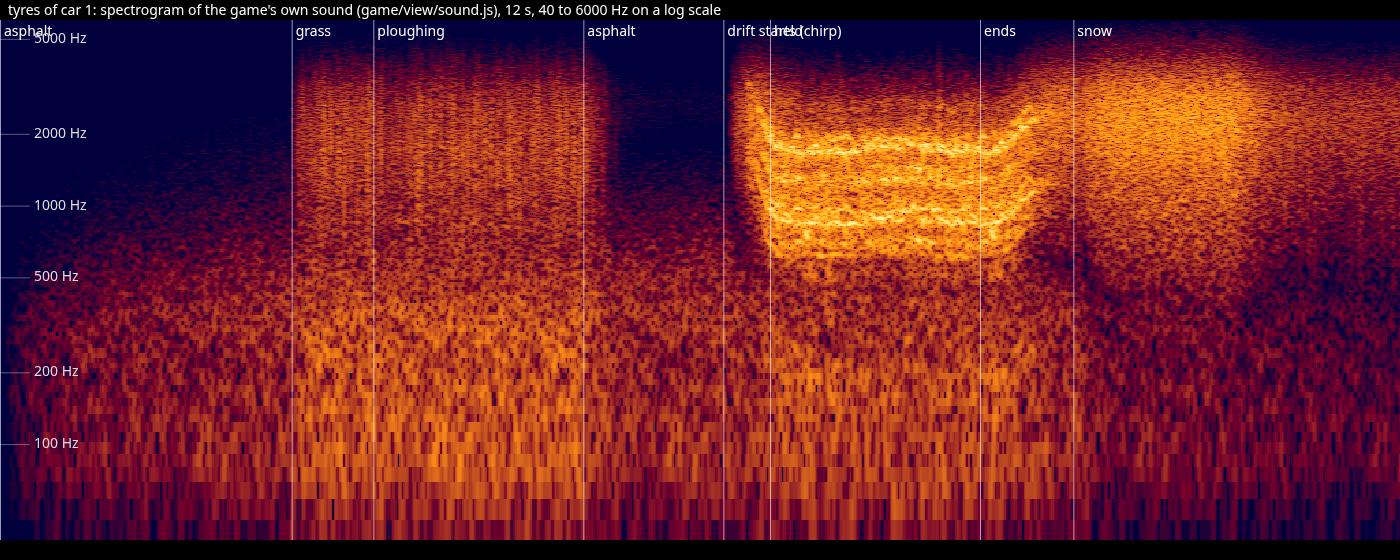 tyres of car 1: spectrogram of the game's own sound (game/view/sound.js), 12 s, 40 to 6000 Hz on a log scale
asphalt grass ploughing asphalt drift starts (chirp) ends snow
5000 Hz
2000 Hz
1000 Hz
500 Hz
200 Hz
100 Hz